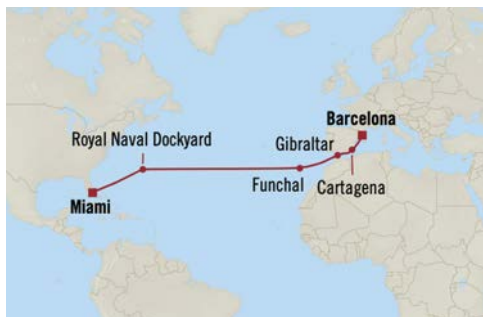 Barcelona
Royal Naval Dockyard
Gibraltar
Funchal
Cartagena
Miami